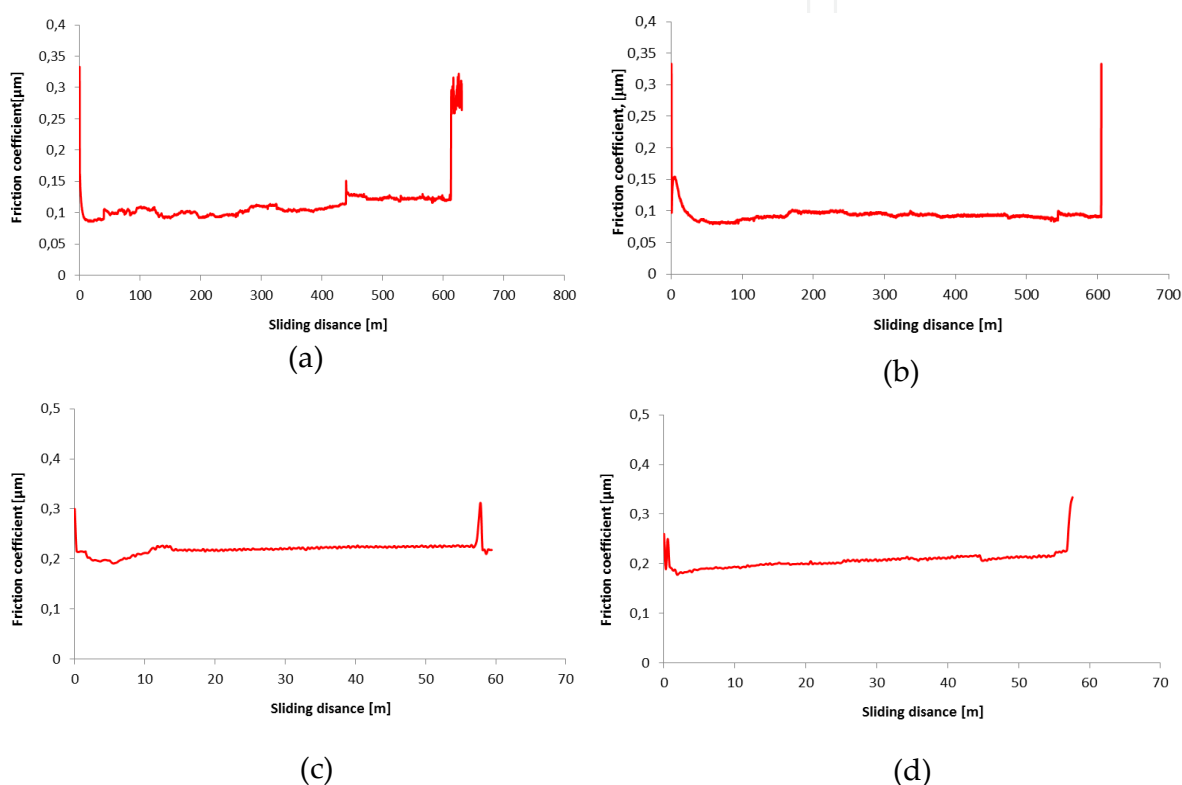 Friction coefficient[µm]
0,4
0,35
0,3
0,25
0,2
0,15
0,1
0,05
0
0 100 200 300 400 500 600 700 800
Sliding disance [m]
(a)
Friction coefficient, [µm]
0,4
0,35
0,3
0,25
0,2
0,15
0,1
0,05
0
0 100 200 300 400 500 600 700
Sliding disance [m]
(b)
Friction coefficient [µm]
0,5
0,4
0,3
0,2
0,1
0
0 10 20 30 40 50 60 70
Sliding disance [m]
(c)
Friction coefficient [µm]
0,5
0,4
0,3
0,2
0,1
0
0 10 20 30 40 50 60 70
Sliding disance [m]
(d)